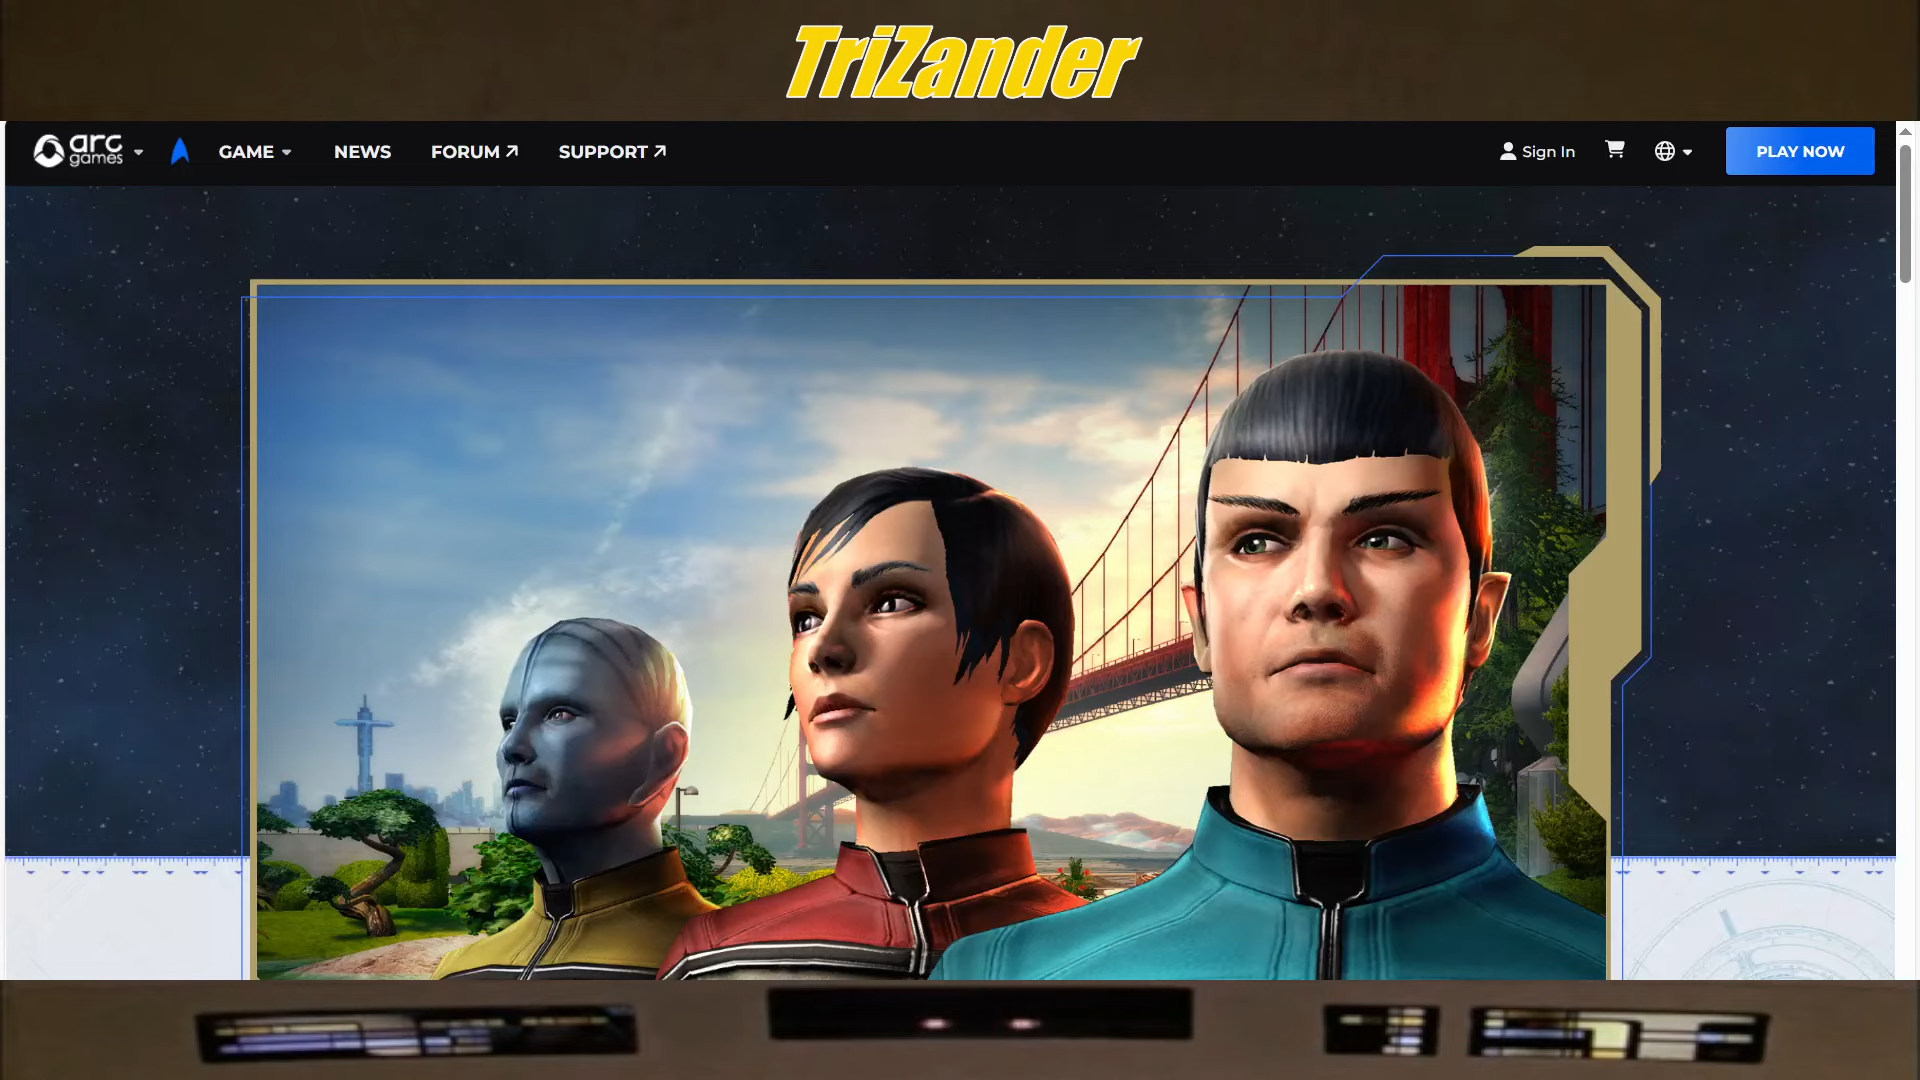 TriZander
arc games
GAME
NEWS
FORUM
SUPPORT
Sign In
PLAY NOW